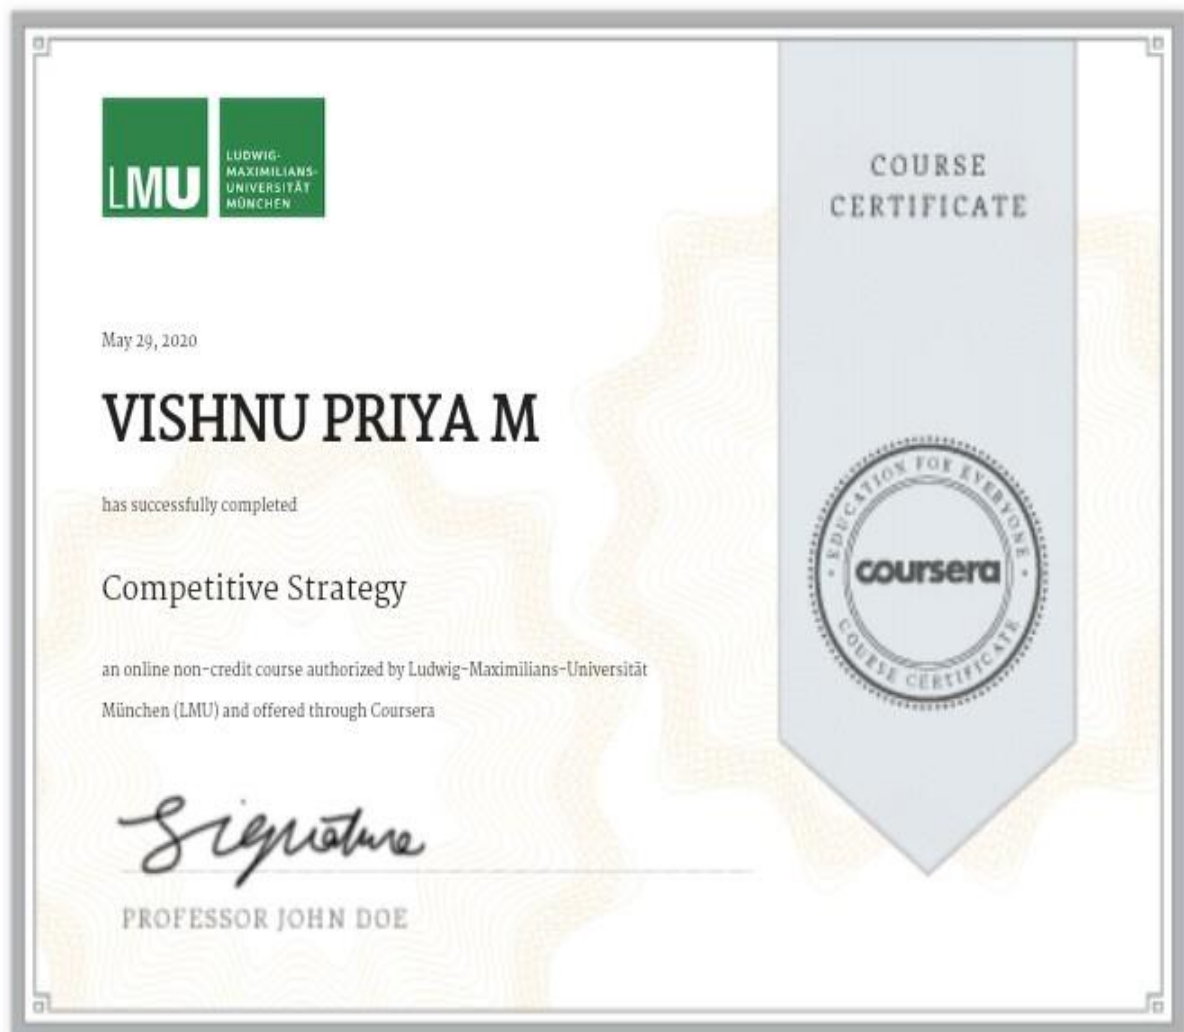 LMU
LUDWIG-
MAXIMILIANS-
UNIVERSITÄT
MÜNCHEN
COURSE
CERTIFICATE
May 29, 2020
VISHNU PRIYA M
has successfully completed
Competitive Strategy
an online non-credit course authorized by Ludwig-Maximilians-Universität
München (LMU) and offered through Coursera
EDUCATION FOR EVERYONE
coursera
COURSE CERTIFICATE
Signature
PROFESSOR JOHN DOE